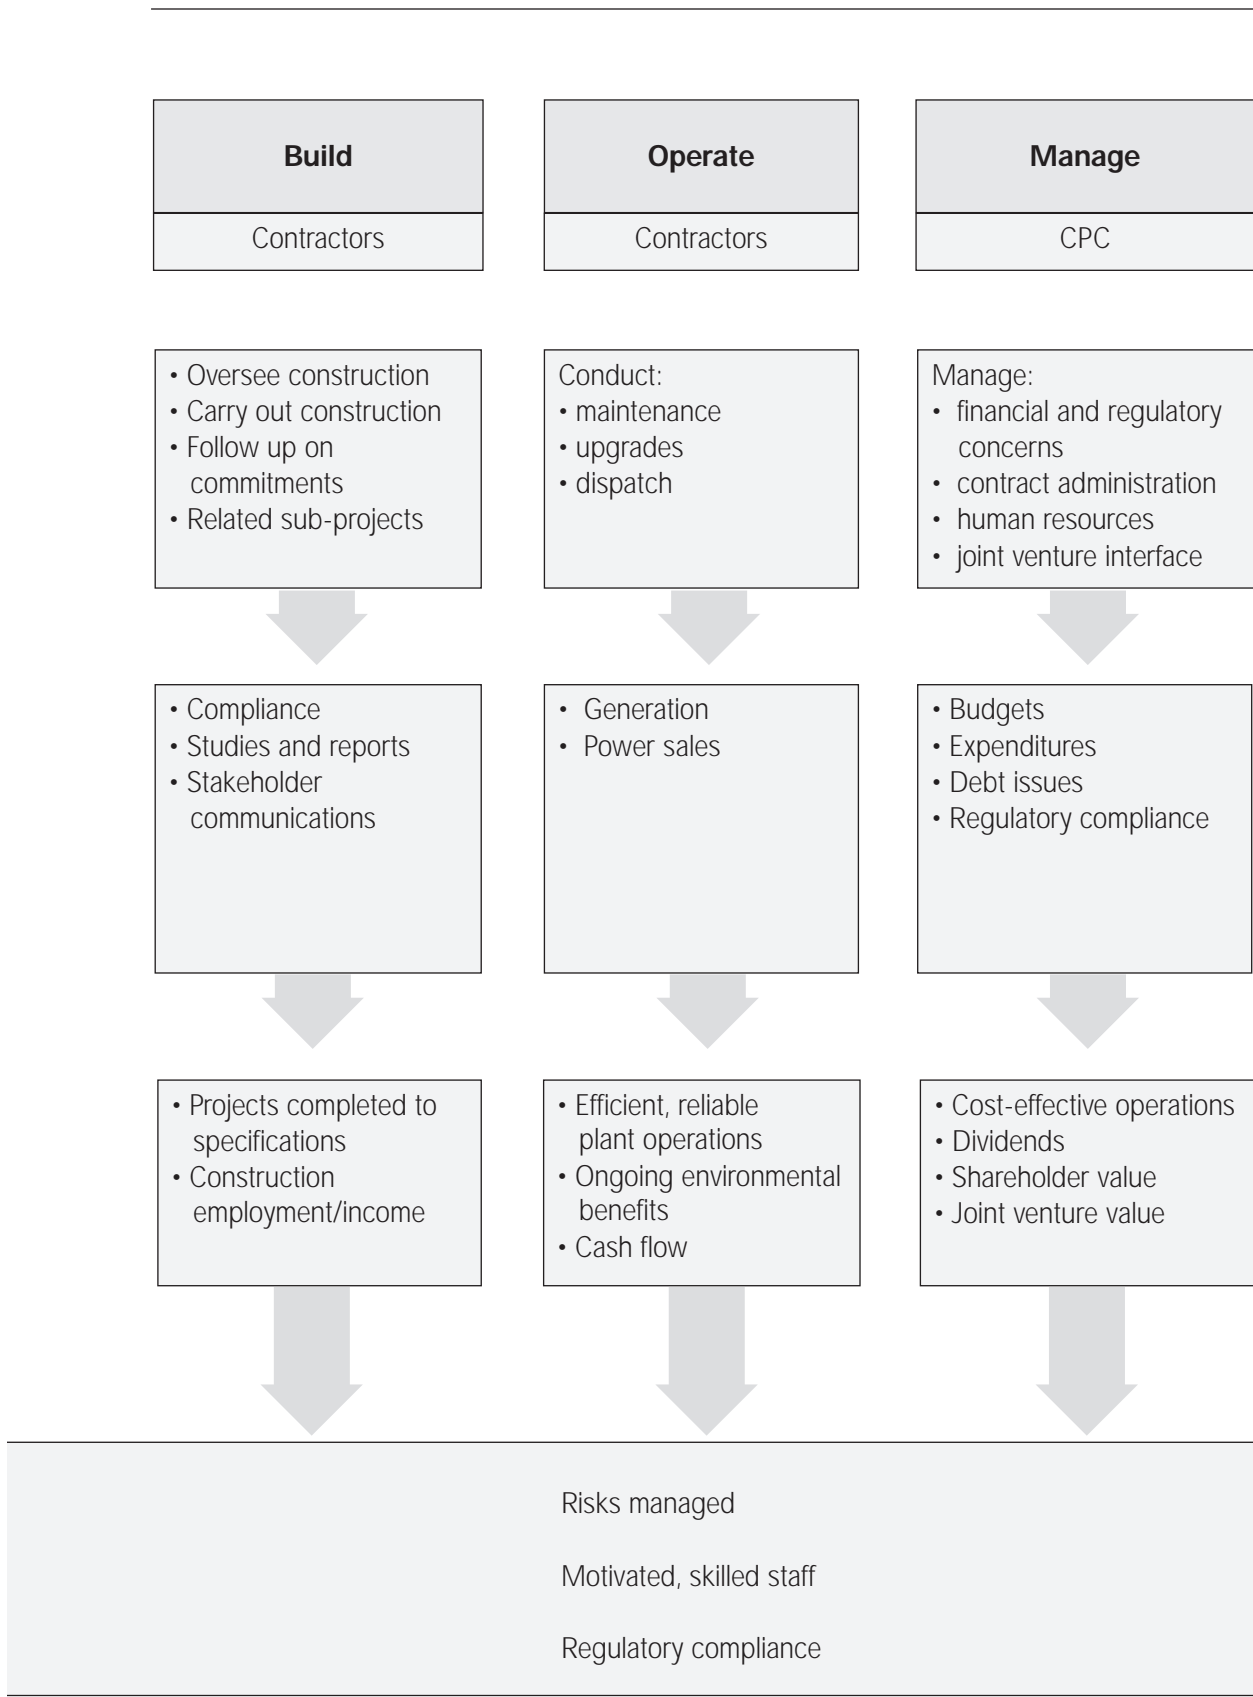 Build
Contractors
• Oversee construction
• Carry out construction
• Follow up on
commitments
• Related sub-projects
• Compliance
• Studies and reports
• Stakeholder
communications
• Projects completed to
specifications
• Construction
employment/income
Operate
Contractors
Conduct:
• maintenance
• upgrades
• dispatch
• Generation
• Power sales
• Efficient, reliable
plant operations
• Ongoing environmental
benefits
• Cash flow
Manage
CPC
Manage:
• financial and regulatory
concerns
• contract administration
• human resources
• joint venture interface
• Budgets
• Expenditures
• Debt issues
• Regulatory compliance
• Cost-effective operations
• Dividends
• Shareholder value
• Joint venture value
Risks managed
Motivated, skilled staff
Regulatory compliance